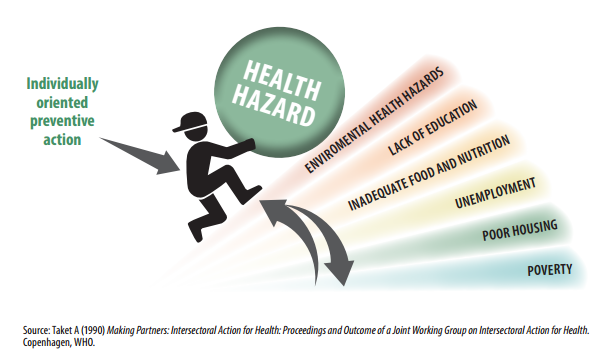 Individually
oriented
preventive
action
HEALTH
HAZARD
ENVIROMENTAL HEALTH HAZARDS
LACK OF EDUCATION
INADEQUATE FOOD AND NUTRITION
UNEMPLOYMENT
POOR HOUSING
POVERTY
Source: Taket A (1990) Making Partners: Intersectoral Action for Health: Proceedings and Outcome of a Joint Working Group on Intersectoral Action for Health.
Copenhagen, WHO.